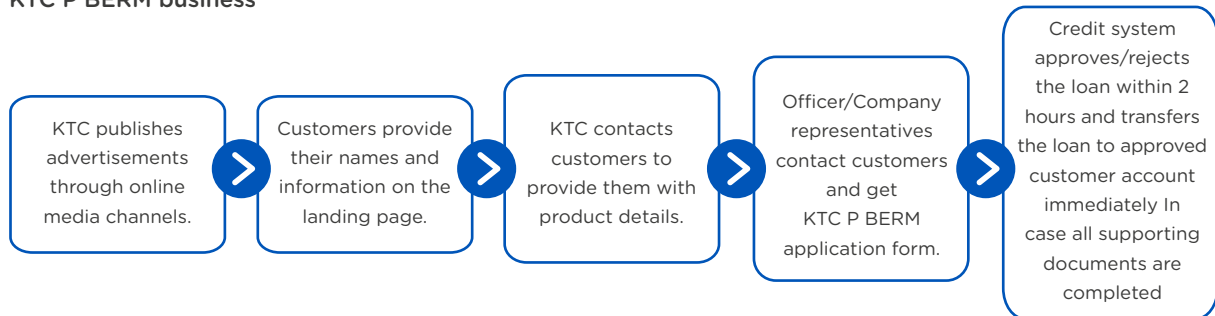 KTC P BERM business
KTC publishes
advertisements
through online
media channels.
Customers provide
their names and
information on the
landing page.
KTC contacts
customers to
provide them with
product details.
Officer/Company
representatives
contact customers
and get
KTC P BERM
application form.
Credit system
approves/rejects
the loan within 2
hours and transfers
the loan to approved
customer account
immediately In
case all supporting
documents are
completed